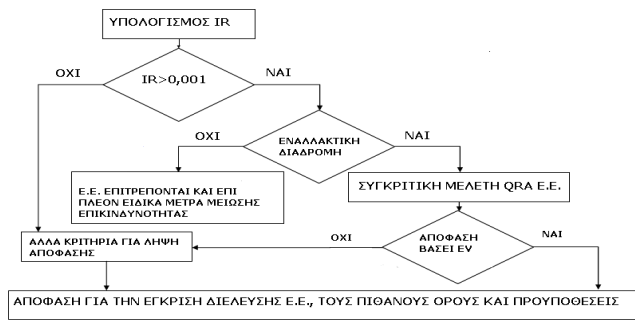 ΥΠΟΛΟΓΙΣΜΟΣ IR
ΟΧΙ
IR>0,001
ΝΑΙ
ΟΧΙ
ΕΝΑΛΛΑΚΤΙΚΗ
ΔΙΑΔΡΟΜΗ
ΝΑΙ
Ε.Ε. ΕΠΙΤΡΕΠΟΝΤΑΙ ΚΑΙ ΕΠΙ
ΠΛΕΟΝ ΕΙΔΙΚΑ ΜΕΤΡΑ ΜΕΙΩΣΗΣ
ΕΠΙΚΙΝΔΥΝΟΤΗΤΑΣ
ΣΥΓΚΡΙΤΙΚΗ ΜΕΛΕΤΗ QRA Ε.Ε.
ΑΛΛΑ ΚΡΙΤΗΡΙΑ ΓΙΑ ΛΗΨΗ
ΑΠΟΦΑΣΗΣ
ΟΧΙ
ΑΠΟΦΑΣΗ
ΒΑΣΕΙ EV
ΝΑΙ
ΑΠΟΦΑΣΗ ΓΙΑ ΤΗΝ ΕΓΚΡΙΣΗ ΔΙΕΛΕΥΣΗΣ Ε.Ε., ΤΟΥΣ ΠΙΘΑΝΟΥΣ ΟΡΟΥΣ ΚΑΙ ΠΡΟΥΠΟΘΕΣΕΙΣ